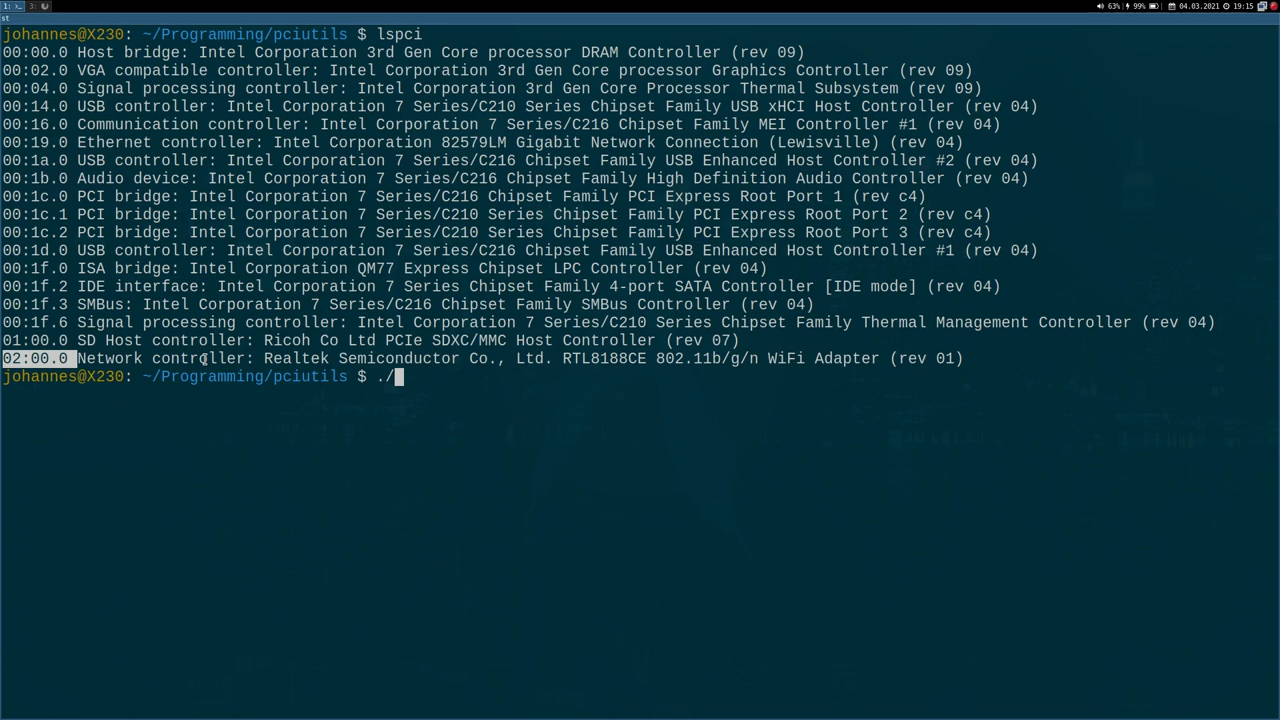 1: >_ 3: 63% 99% 04.03.2021 19:15
st
johannes@X230: ~/Programming/pciutils $ lspci
00:00.0 Host bridge: Intel Corporation 3rd Gen Core processor DRAM Controller (rev 09)
00:02.0 VGA compatible controller: Intel Corporation 3rd Gen Core processor Graphics Controller (rev 09)
00:04.0 Signal processing controller: Intel Corporation 3rd Gen Core Processor Thermal Subsystem (rev 09)
00:14.0 USB controller: Intel Corporation 7 Series/C210 Series Chipset Family USB xHCI Host Controller (rev 04)
00:16.0 Communication controller: Intel Corporation 7 Series/C216 Chipset Family MEI Controller #1 (rev 04)
00:19.0 Ethernet controller: Intel Corporation 82579LM Gigabit Network Connection (Lewisville) (rev 04)
00:1a.0 USB controller: Intel Corporation 7 Series/C216 Chipset Family USB Enhanced Host Controller #2 (rev 04)
00:1b.0 Audio device: Intel Corporation 7 Series/C216 Chipset Family High Definition Audio Controller (rev 04)
00:1c.0 PCI bridge: Intel Corporation 7 Series/C216 Chipset Family PCI Express Root Port 1 (rev c4)
00:1c.1 PCI bridge: Intel Corporation 7 Series/C210 Series Chipset Family PCI Express Root Port 2 (rev c4)
00:1c.2 PCI bridge: Intel Corporation 7 Series/C210 Series Chipset Family PCI Express Root Port 3 (rev c4)
00:1d.0 USB controller: Intel Corporation 7 Series/C216 Chipset Family USB Enhanced Host Controller #1 (rev 04)
00:1f.0 ISA bridge: Intel Corporation QM77 Express Chipset LPC Controller (rev 04)
00:1f.2 IDE interface: Intel Corporation 7 Series Chipset Family 4-port SATA Controller [IDE mode] (rev 04)
00:1f.3 SMBus: Intel Corporation 7 Series/C216 Chipset Family SMBus Controller (rev 04)
00:1f.6 Signal processing controller: Intel Corporation 7 Series/C210 Series Chipset Family Thermal Management Controller (rev 04)
01:00.0 SD Host controller: Ricoh Co Ltd PCIe SDXC/MMC Host Controller (rev 07)
02:00.0 Network controller: Realtek Semiconductor Co., Ltd. RTL8188CE 802.11b/g/n WiFi Adapter (rev 01)
johannes@X230: ~/Programming/pciutils $ ./